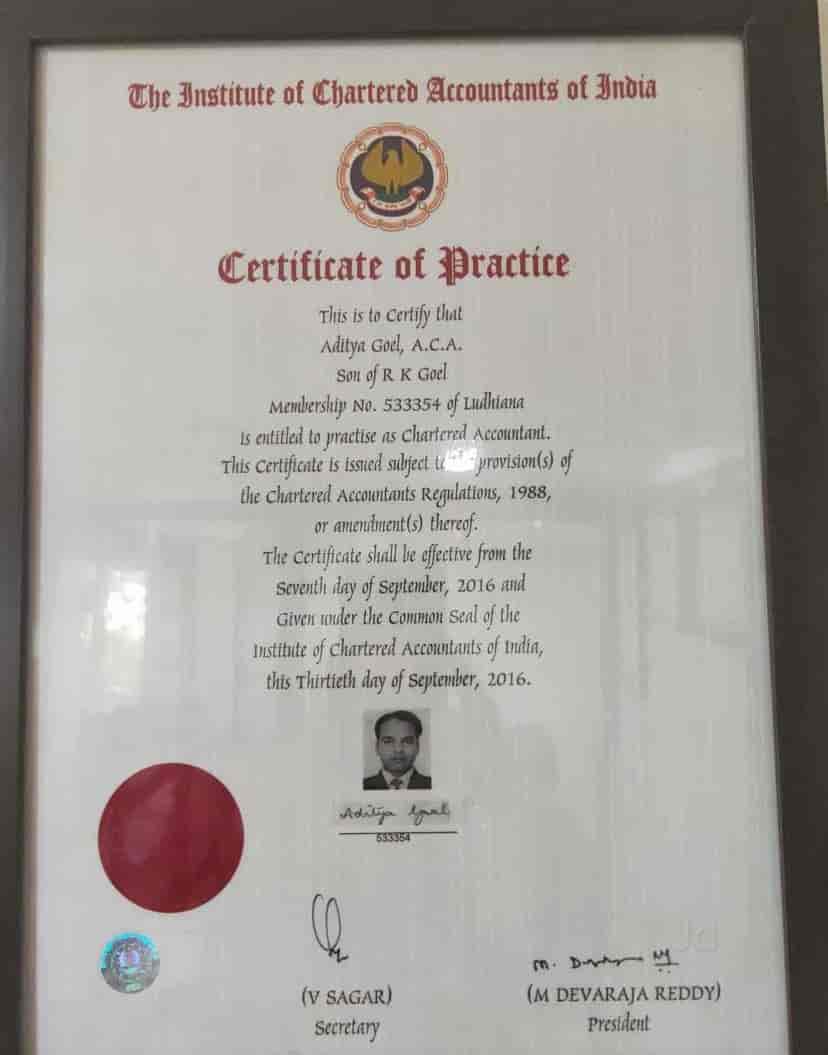 The Institute of Chartered Accountants of India
Certificate of Practice
This is to Certify that
Aditya Goel, A.C.A.
Son of R K Goel
Membership No. 533354 of Ludhiana
is entitled to practise as Chartered Accountant.
This Certificate is issued subject to provision(s) of
the Chartered Accountants Regulations, 1988,
or amendment(s) thereof.
The Certificate shall be effective from the
Seventh day of September, 2016 and
Given under the Common Seal of the
Institute of Chartered Accountants of India,
this Thirtieth day of September, 2016.
Aditya Goel
533354
(V SAGAR)
Secretary
(M DEVARAJA REDDY)
President